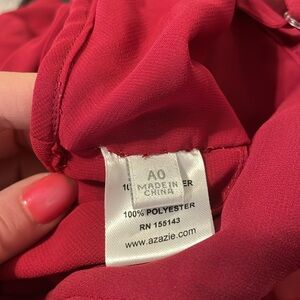 A0
MADE IN
CHINA
100% POLYESTER
RN 155143
www.azazie.com